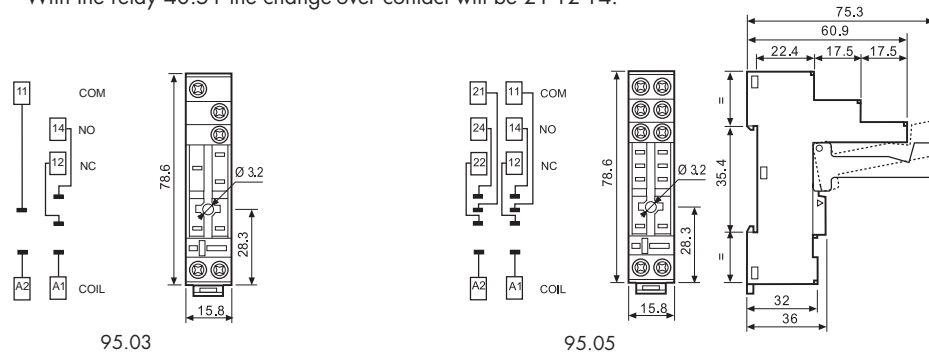 With the relay 40.31 the change over contact will be 21-12-14.
75.3
60.9
22.4 17.5 17.5
11 COM
14 NO
12 NC
78.6
Ø 3.2
28.3
A2 A1 COIL
15.8
95.03
21 11 COM
24 14 NO
22 12 NC
78.6
Ø 3.2
28.3
A2 A1 COIL
15.8
95.05
=
35.4
=
32
36